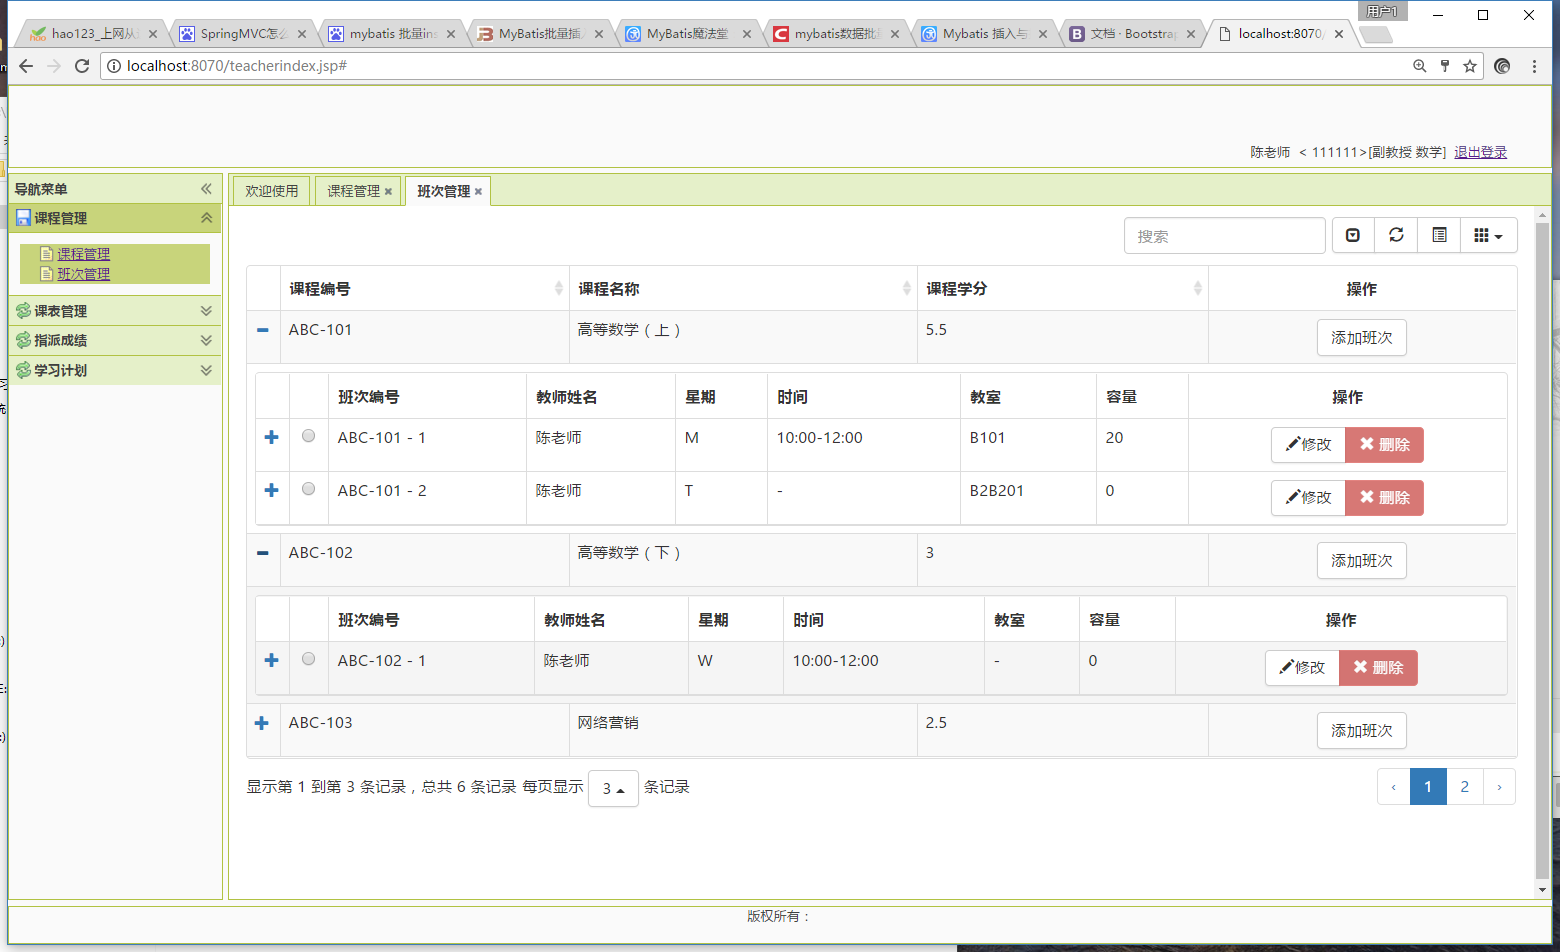 用户1
hao123_上网从
SpringMVC怎么
mybatis 批量ins
MyBatis批量插
MyBatis魔法堂
mybatis数据批
Mybatis 插入与
文档 · Bootstrap
localhost:8070/
localhost:8070/teacherindex.jsp#
陈老师 < 111111>[副教授 数学] 退出登录
导航菜单
课程管理
课程管理
班次管理
课表管理
指派成绩
学习计划
欢迎使用 课程管理 班次管理
搜索
课程编号 课程名称 课程学分 操作
ABC-101 高等数学（上） 5.5 添加班次
班次编号 教师姓名 星期 时间 教室 容量 操作
ABC-101 - 1 陈老师 M 10:00-12:00 B101 20 修改 删除
ABC-101 - 2 陈老师 T - B2B201 0 修改 删除
ABC-102 高等数学（下） 3 添加班次
班次编号 教师姓名 星期 时间 教室 容量 操作
ABC-102 - 1 陈老师 W 10:00-12:00 - 0 修改 删除
ABC-103 网络营销 2.5 添加班次
显示第 1 到第 3 条记录，总共 6 条记录 每页显示 3 条记录
‹ 1 2 ›
版权所有：